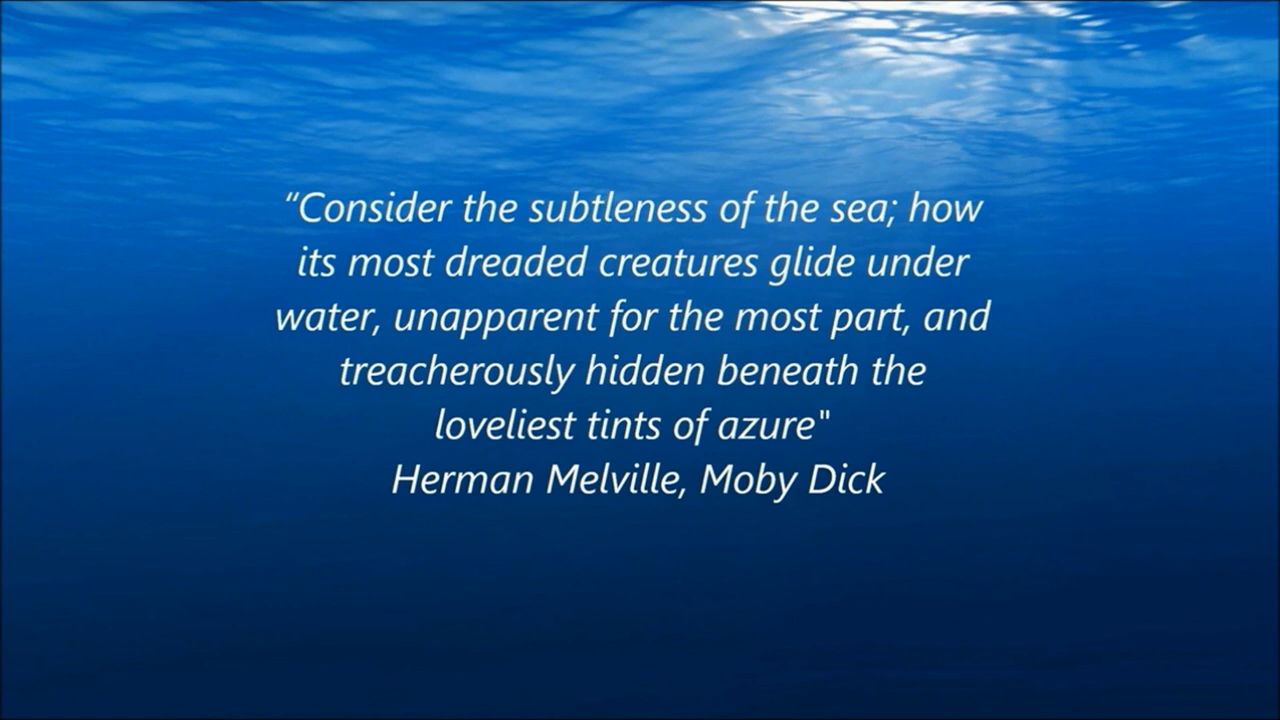 “Consider the subtleness of the sea; how
its most dreaded creatures glide under
water, unapparent for the most part, and
treacherously hidden beneath the
loveliest tints of azure"
Herman Melville, Moby Dick